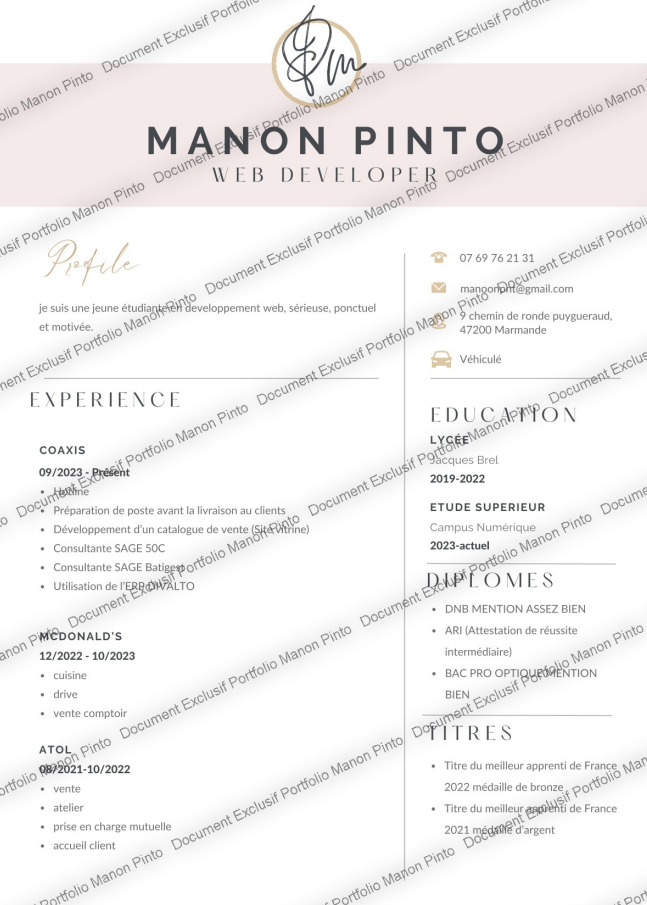 Pm
MANON PINTO
WEB DEVELOPER
Profile
je suis une jeune étudiante en developpement web, sérieuse, ponctuel
et motivée.
EXPERIENCE
COAXIS
09/2023 - Présent
Hotline
Préparation de poste avant la livraison au clients
Développement d'un catalogue de vente (Site vitrine)
Consultante SAGE 50C
Consultante SAGE Batigest
Utilisation de l'ERP DIVALTO
MCDONALD'S
12/2022 - 10/2023
cuisine
drive
vente comptoir
ATOL
08/2021-10/2022
vente
atelier
prise en charge mutuelle
accueil client
07 69 76 21 31
manoonpnt@gmail.com
9 chemin de ronde puygueraud,
47200 Marmande
Véhiculé
EDUCATION
LYCÉE
Jacques Brel
2019-2022
ETUDE SUPERIEUR
Campus Numérique
2023-actuel
DIPLOMES
DNB MENTION ASSEZ BIEN
ARI (Attestation de réussite
intermédiaire)
BAC PRO OPTIQUE MENTION
BIEN
TITRES
Titre du meilleur apprenti de France
2022 médaille de bronze
Titre du meilleur apprenti de France
2021 médaille d'argent
Document Exclusif Portfolio Manon Pinto